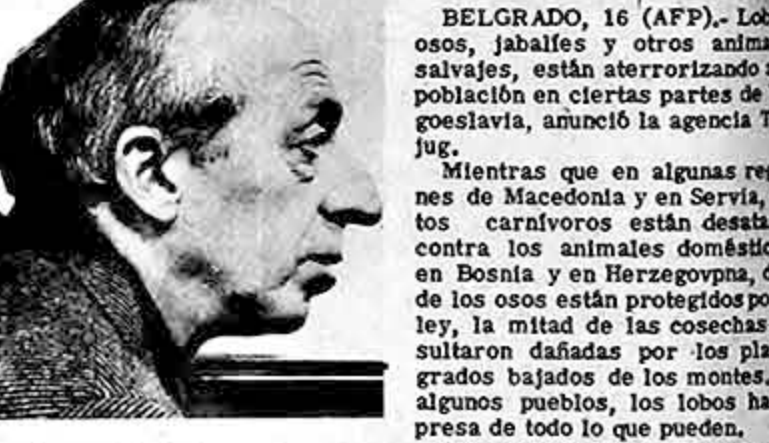 BELGRADO, 16 (AFP).- Lob
osos, jabalíes y otros anima
salvajes, están aterrorizando
población en ciertas partes de
goeslavia, anunció la agencia T
jug.
Mientras que en algunas re
nes de Macedonia y en Servia,
tos carnívoros están desata
contra los animales doméstic
en Bosnia y en Herzegovpna,
de los osos están protegidos po
ley, la mitad de las cosechas
sultaron dañadas por los pla
grados bajados de los montes.
algunos pueblos, los lobos ha
presa de todo lo que pueden.